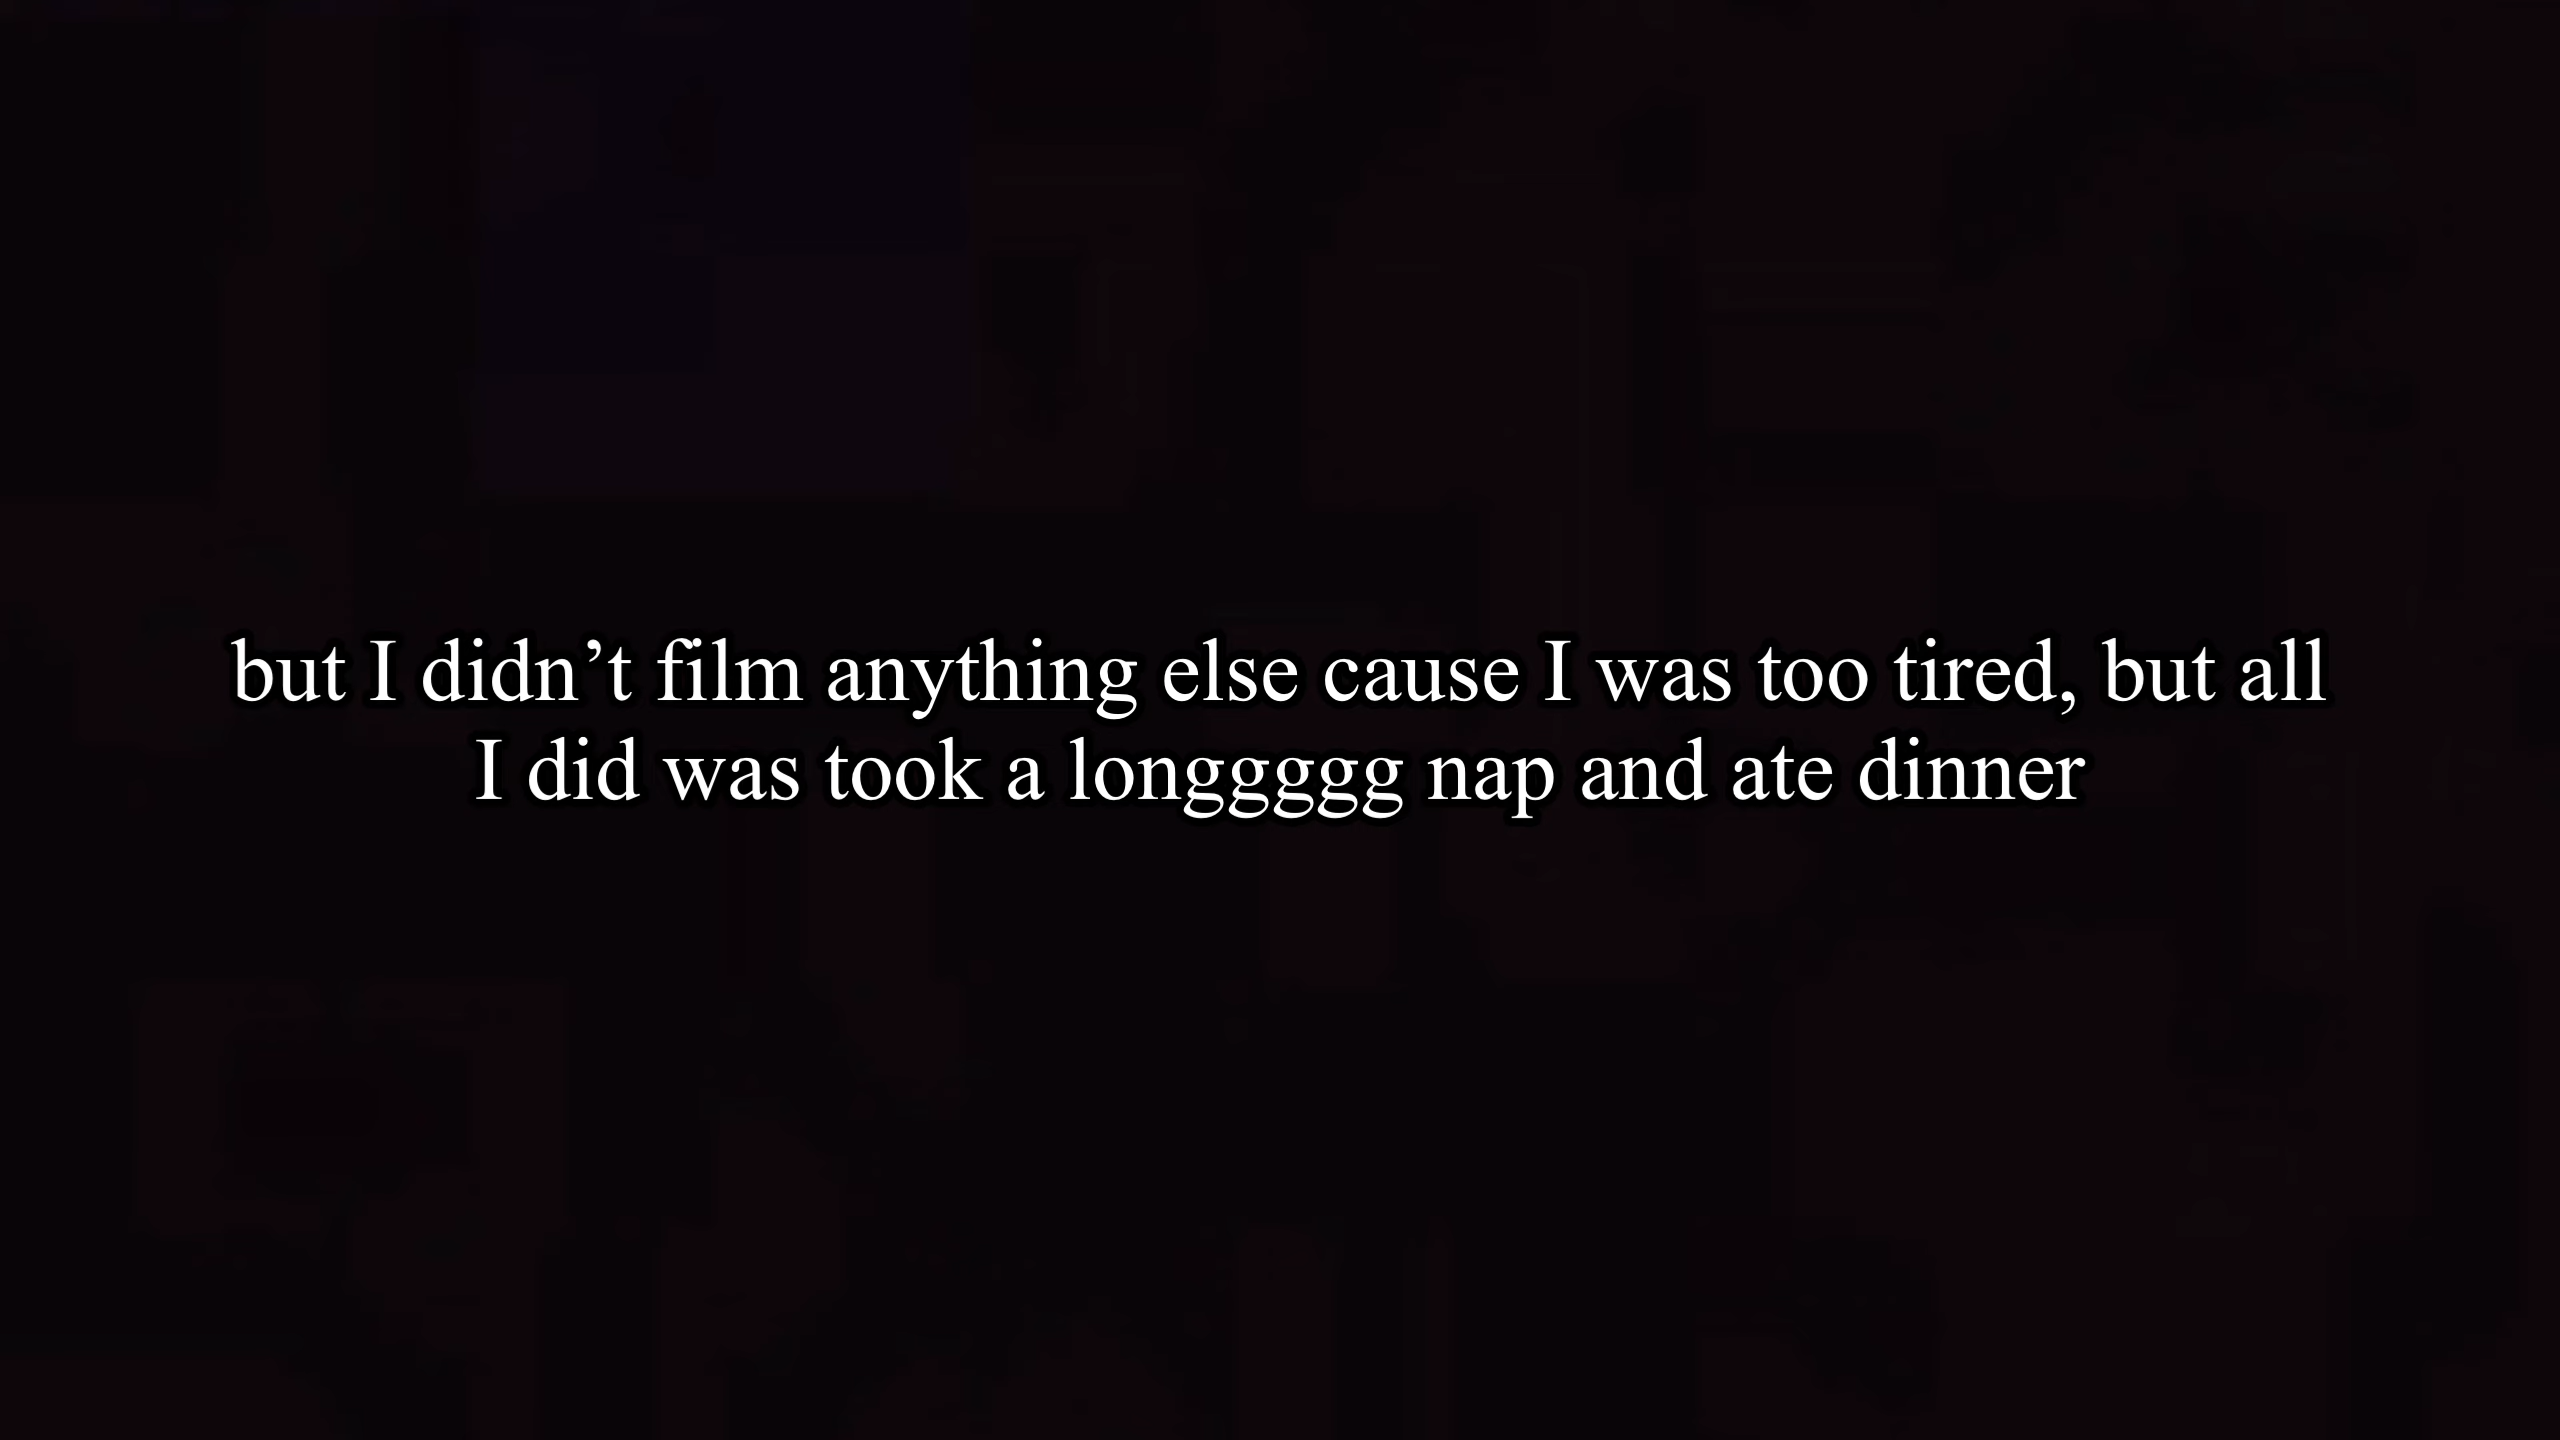 but I didn’t film anything else cause I was too tired, but all
I did was took a longgggg nap and ate dinner